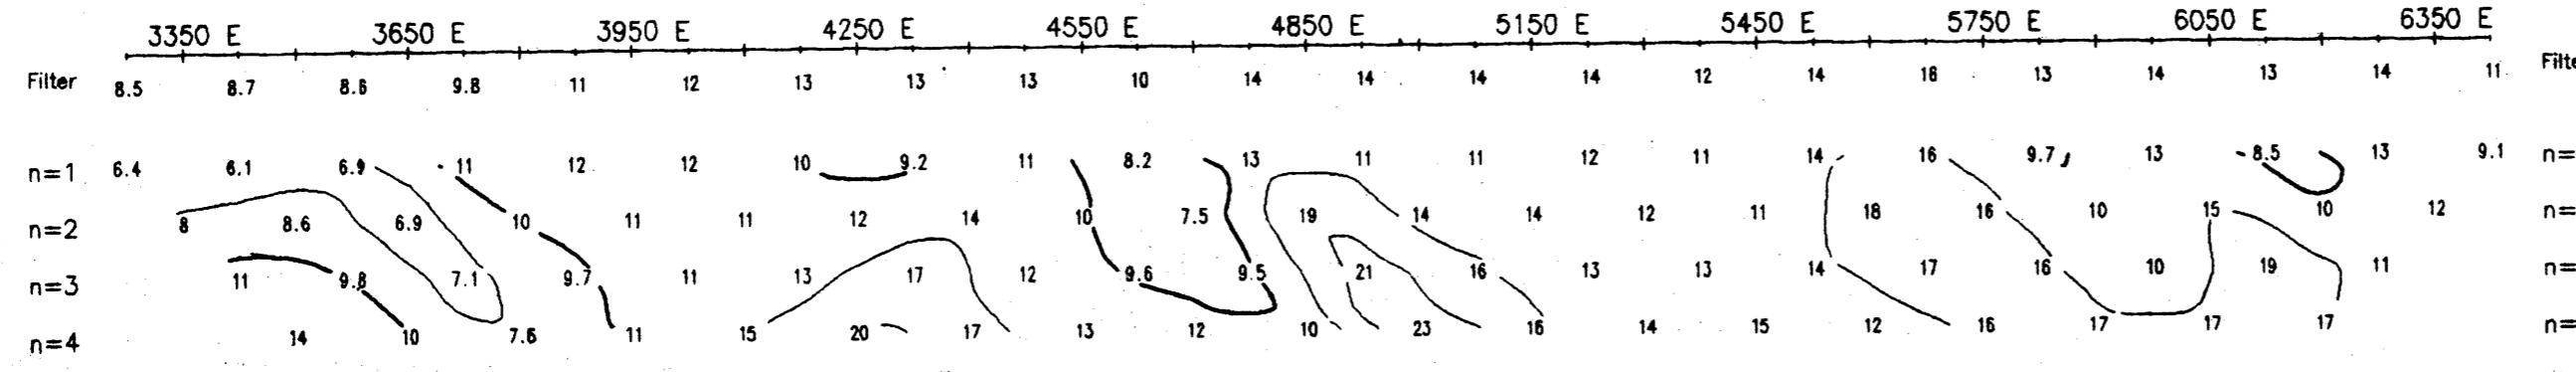 3350 E 3650 E 3950 E 4250 E 4550 E 4850 E 5150 E 5450 E 5750 E 6050 E 6350 E
Filter 8.5 8.7 8.6 9.8 11 12 13 13 13 10 14 14 14 14 12 14 16 13 14 13 14 11 Filte
n=1 6.4 6.1 6.9 11 12 12 10 9.2 11 8.2 13 11 11 12 11 14 16 9.7 13 8.5 13 9.1 n=
n=2 8 8.6 6.9 10 11 11 12 14 10 7.5 19 14 14 12 11 18 16 10 15 10 12 n=
n=3 11 9.8 7.1 9.7 11 13 17 12 9.6 9.5 21 16 13 13 14 17 16 10 19 11 n=
n=4 14 10 7.6 11 15 20 17 13 12 10 23 16 14 15 12 16 17 17 17 n=